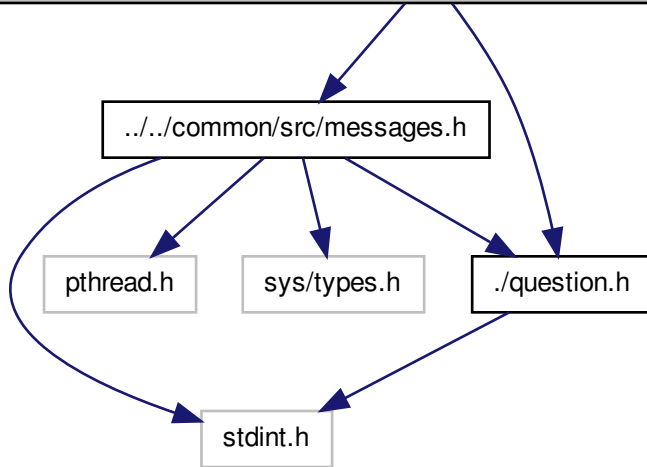 ../../common/src/messages.h
pthread.h
sys/types.h
./question.h
stdint.h